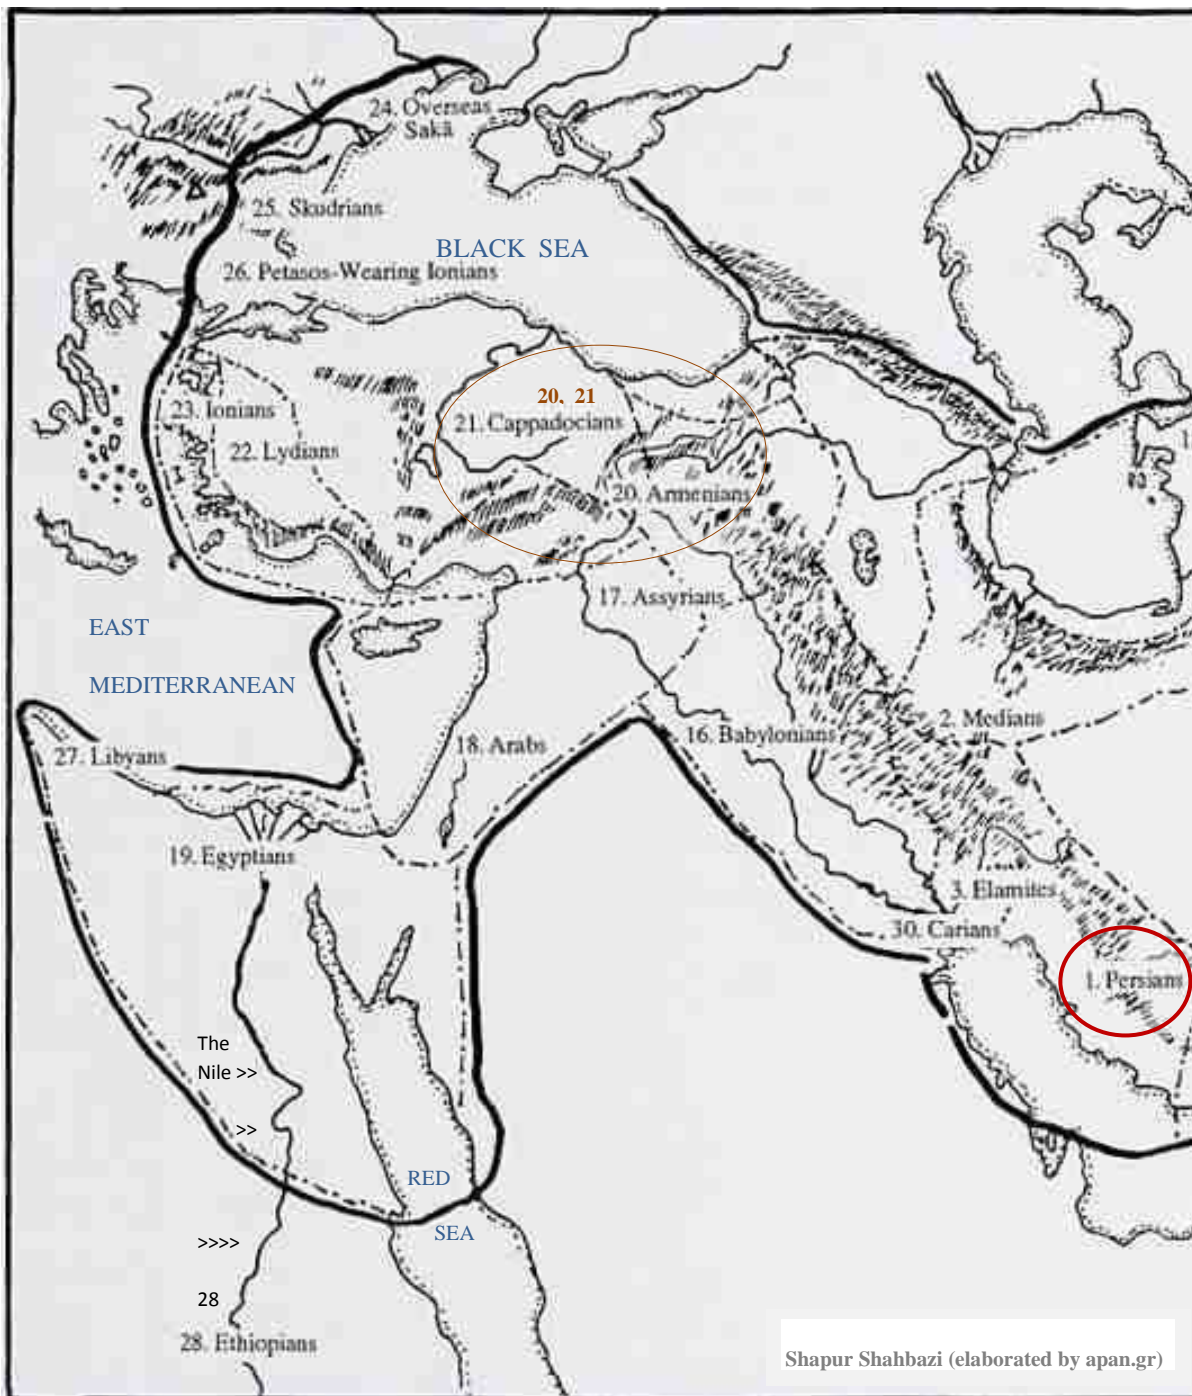 24. Overseas
Sakā
25. Skudrians
BLACK SEA
26. Petasos-Wearing Ionians
20, 21
23. Ionians
21. Cappadocians
22. Lydians
20. Armenians
17. Assyrians
EAST
MEDITERRANEAN
2. Medians
16. Babylonians
18. Arabs
27. Libyans
19. Egyptians
3. Elamites
30. Carians
1. Persians
The
Nile >>
>>
RED
SEA
>>>>
28
28. Ethiopians
Shapur Shahbazi (elaborated by apan.gr)